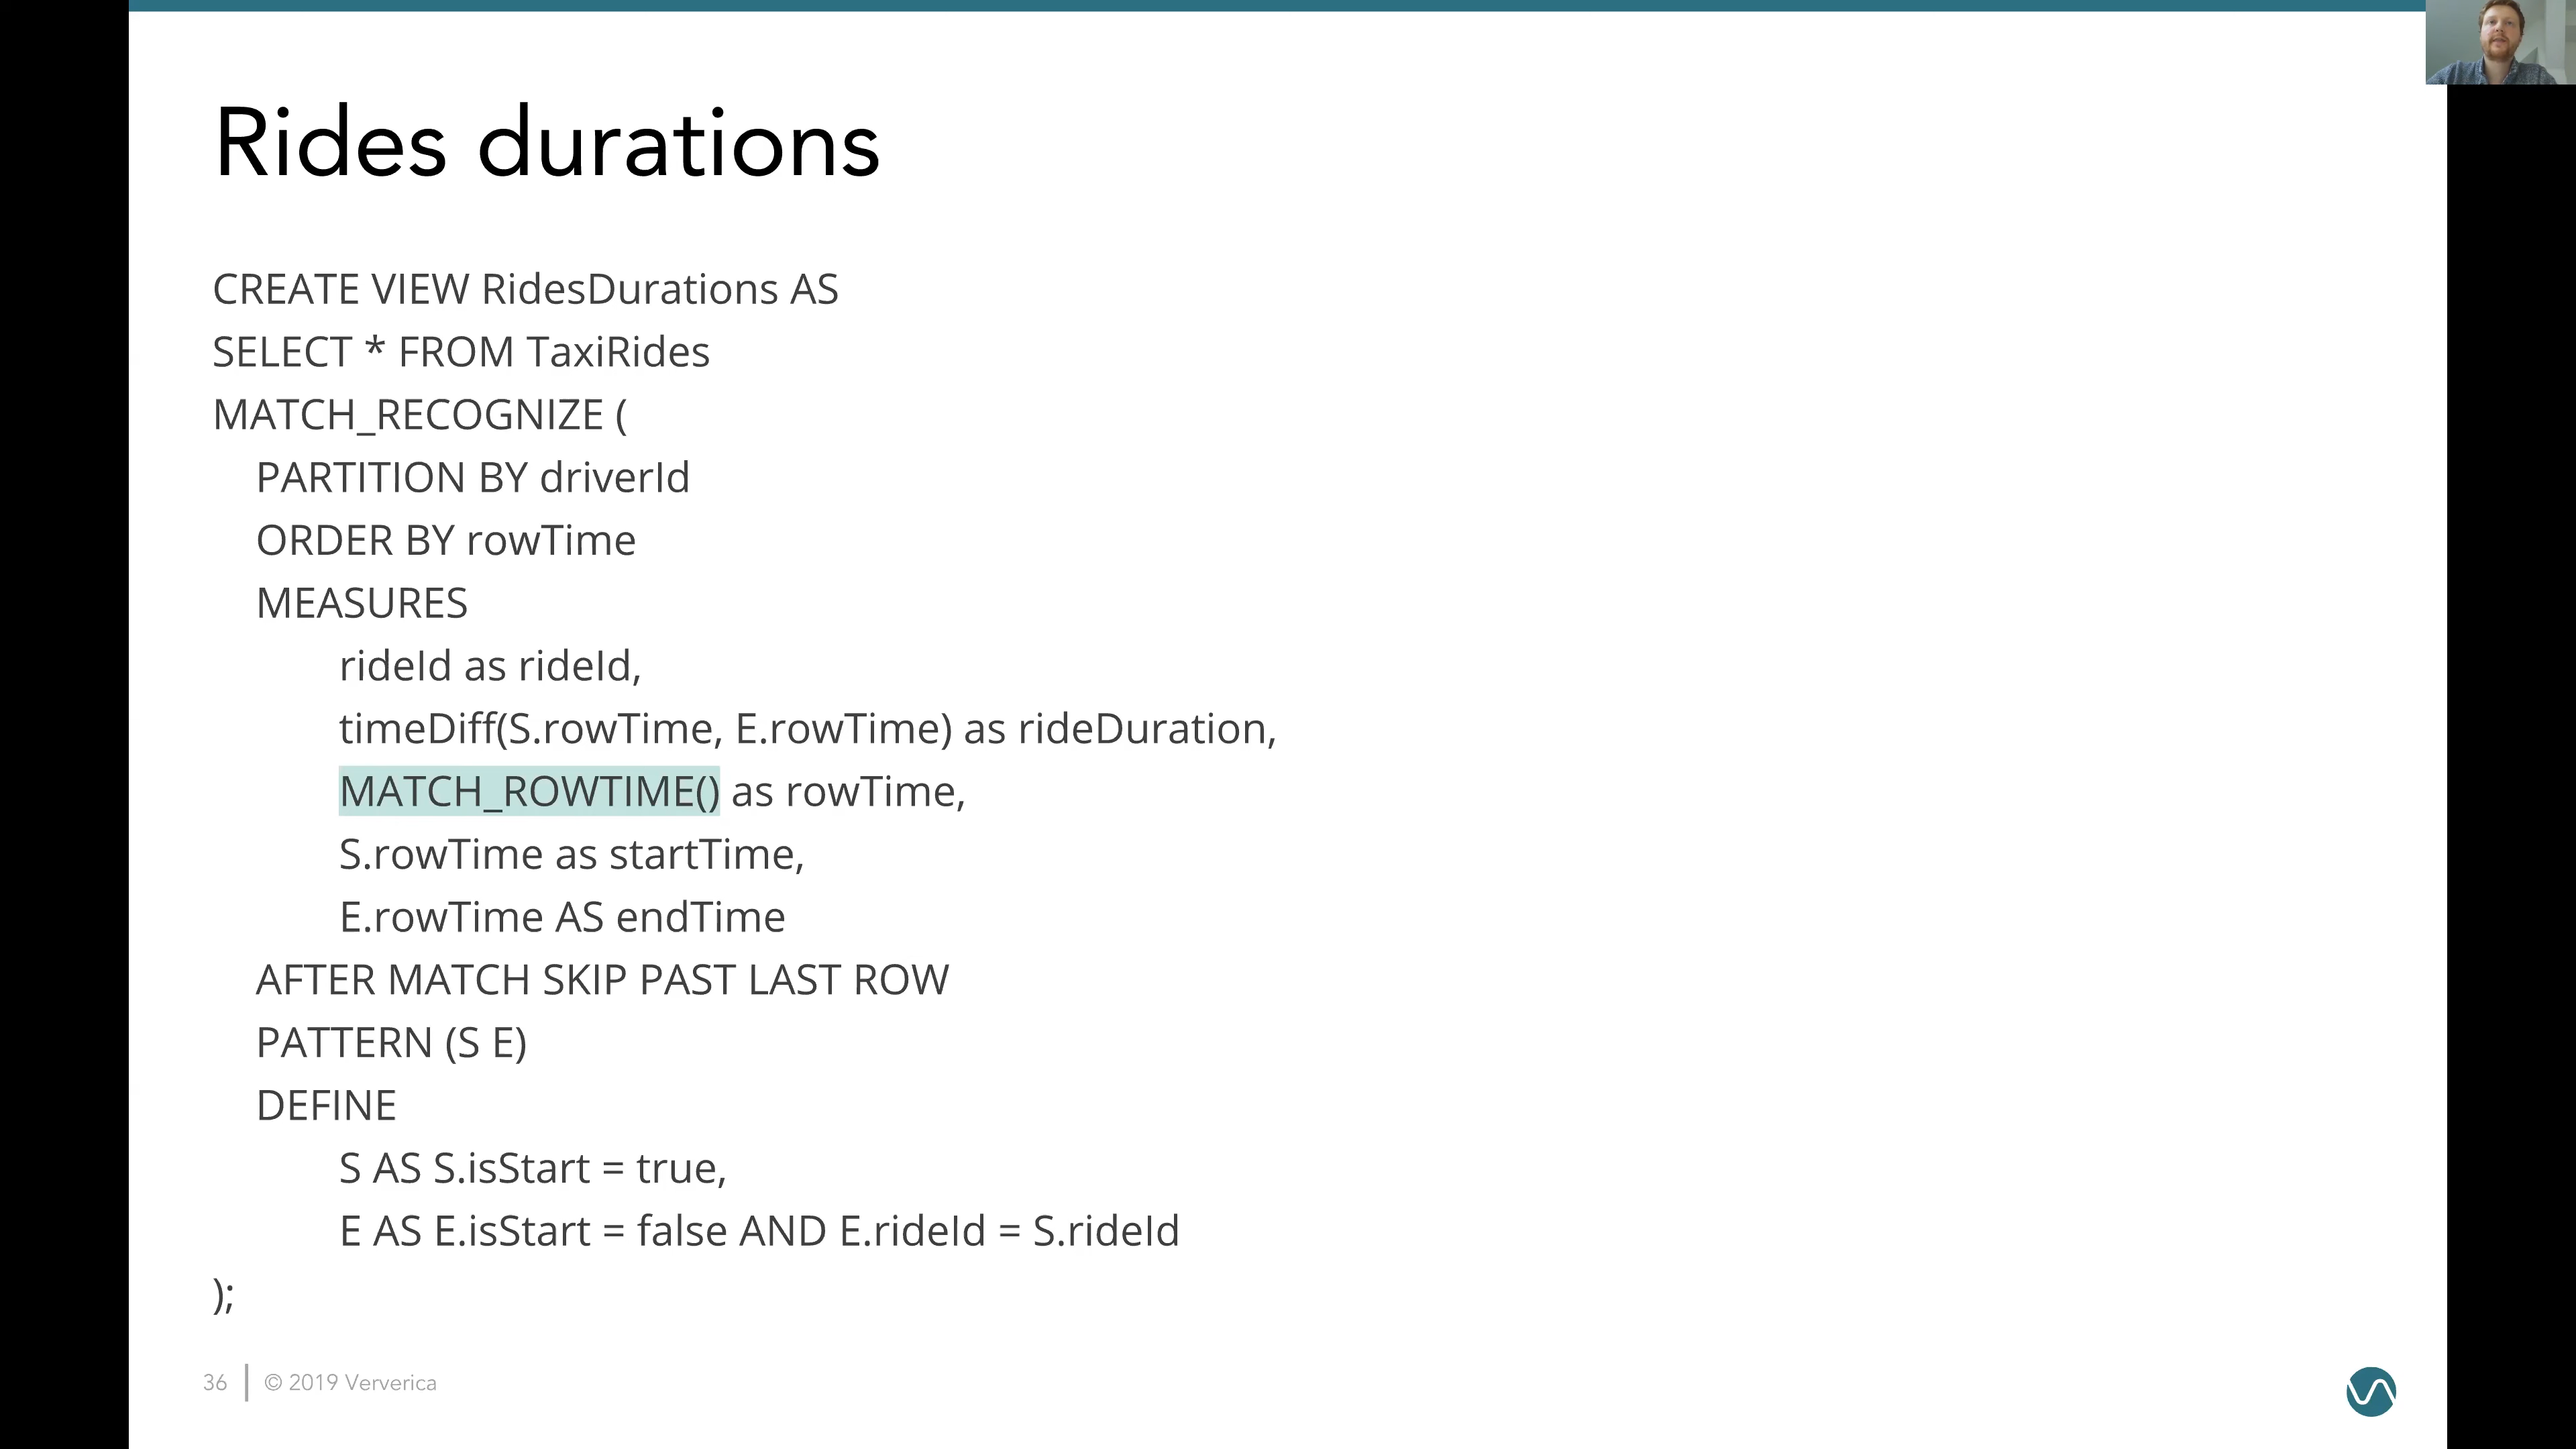 Rides durations
CREATE VIEW RidesDurations AS
SELECT * FROM TaxiRides
MATCH_RECOGNIZE (
PARTITION BY driverId
ORDER BY rowTime
MEASURES
rideId as rideId,
timeDiff(S.rowTime, E.rowTime) as rideDuration,
MATCH_ROWTIME() as rowTime,
S.rowTime as startTime,
E.rowTime AS endTime
AFTER MATCH SKIP PAST LAST ROW
PATTERN (S E)
DEFINE
S AS S.isStart = true,
E AS E.isStart = false AND E.rideId = S.rideId
);
36 | © 2019 Ververica